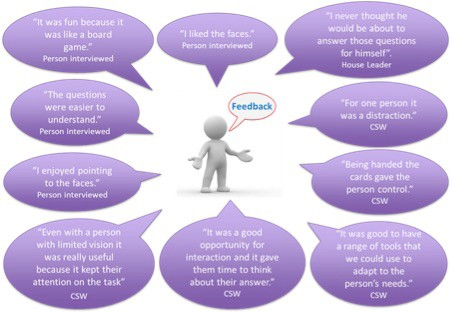 "It was fun because it
was like a board
game."
Person interviewed
"I liked the faces."
Person interviewed
"I never thought he
would be about to
answer those questions
for himself".
House Leader
"The questions
were easier to
understand."
Person interviewed
Feedback
"For one person it
was a distraction."
CSW
"I enjoyed pointing
to the faces."
Person interviewed
"Being handed the
cards gave the
person control."
CSW
"Even with a person
with limited vision it
was really useful
because it kept their
attention on the task"
CSW
"It was a good
opportunity for
interaction and it gave
them time to think
about their answer."
CSW
"It was good to have
a range of tools that
we could use to
adapt to the
person's needs."
CSW